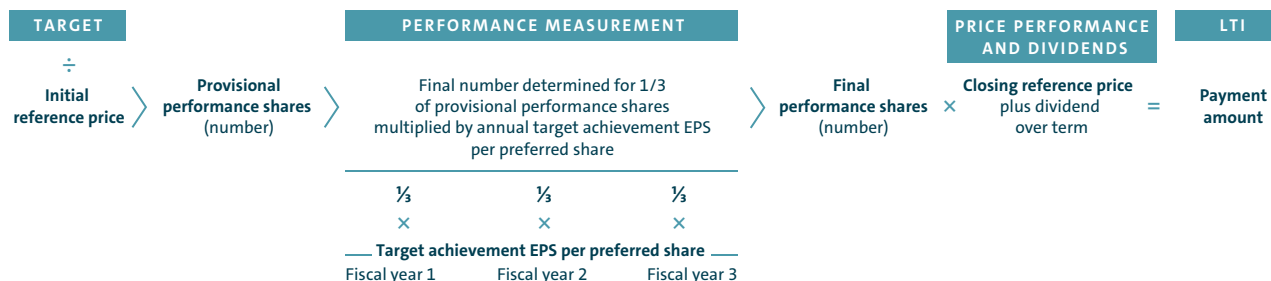 TARGET
÷
Initial
reference price
Provisional
performance shares
(number)
PERFORMANCE MEASUREMENT
Final number determined for 1/3
of provisional performance shares
multiplied by annual target achievement EPS
per preferred share
⅓ ⅓ ⅓
× × ×
Target achievement EPS per preferred share
Fiscal year 1 Fiscal year 2 Fiscal year 3
Final
performance shares
(number)
×
PRICE PERFORMANCE
AND DIVIDENDS
Closing reference price
plus dividend
over term
=
LTI
Payment
amount